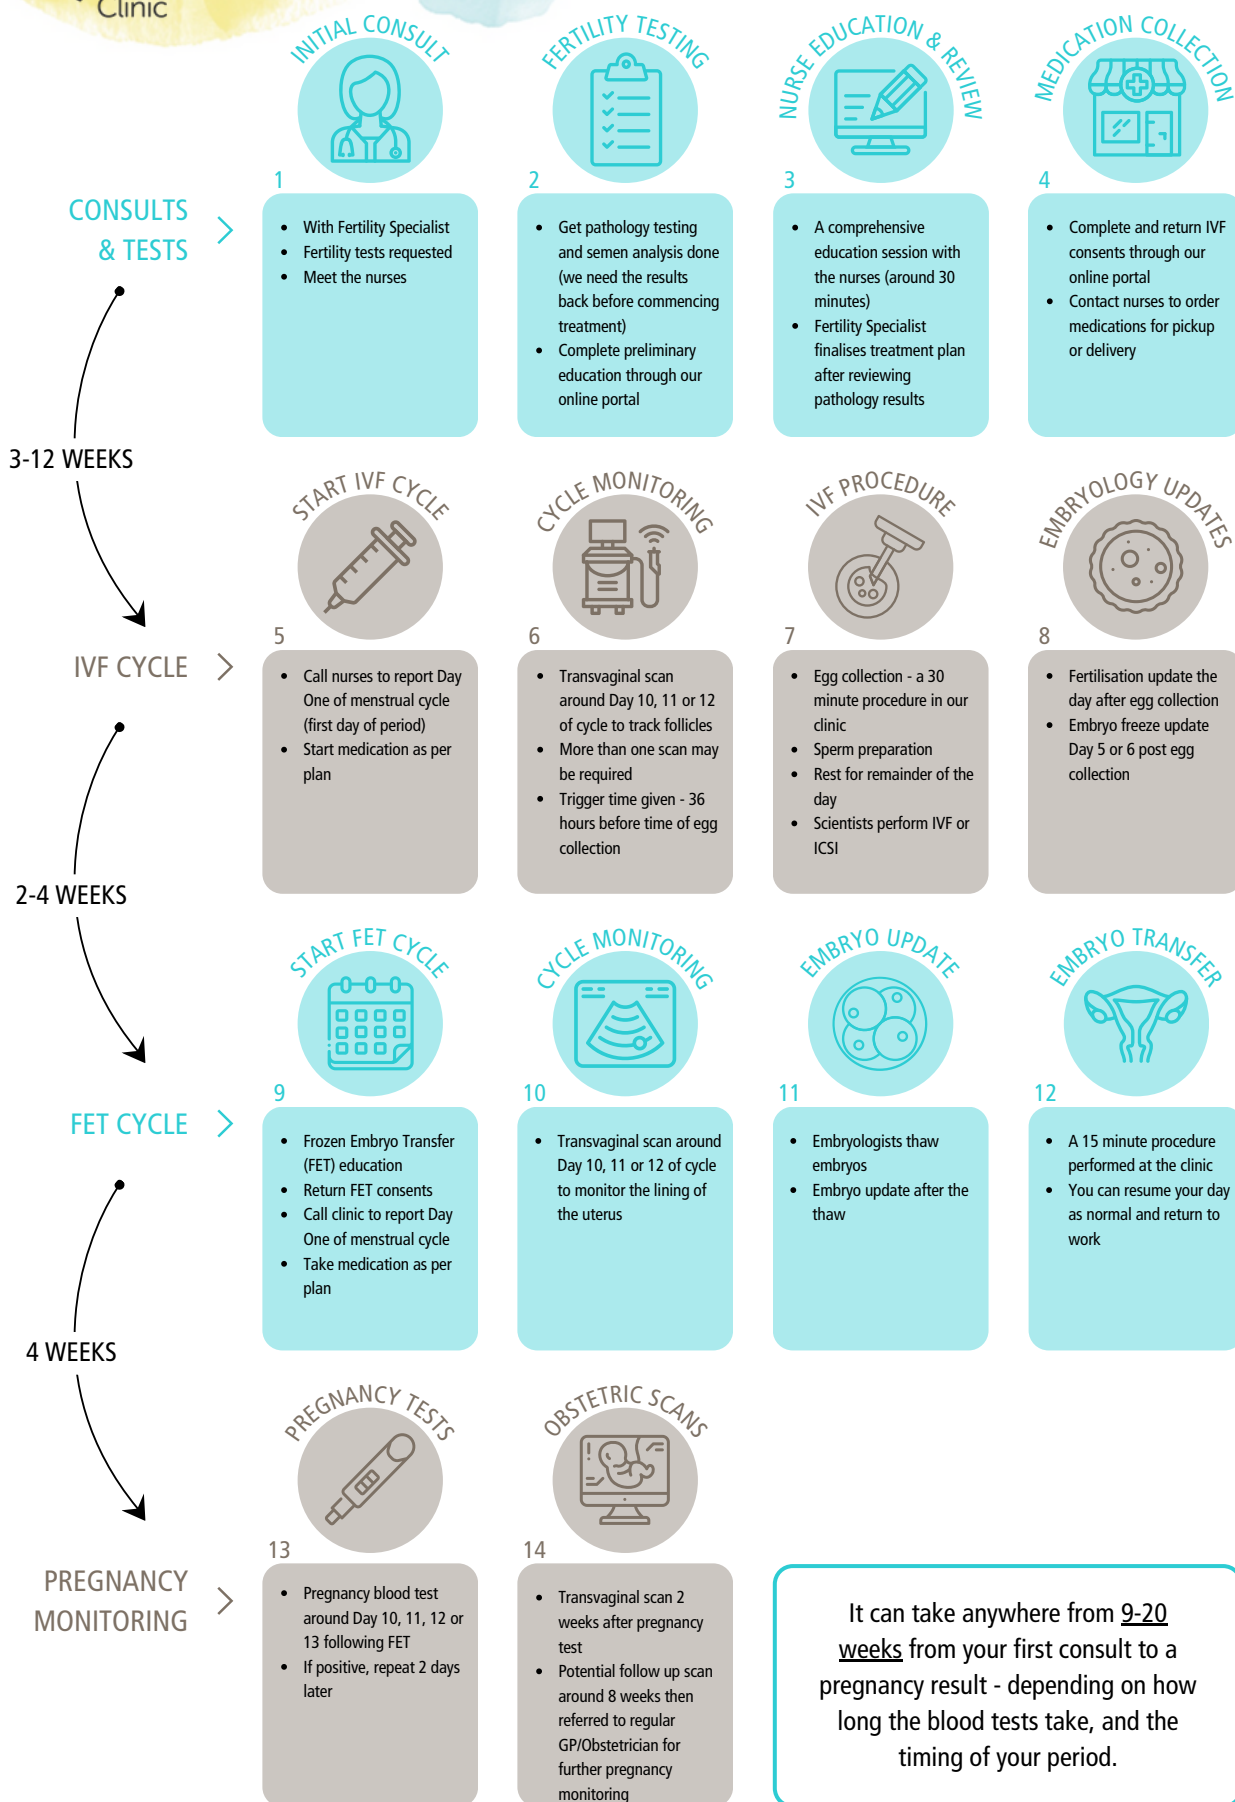 Clinic
INITIAL CONSULT
FERTILITY TESTING
NURSE EDUCATION & REVIEW
MEDICATION COLLECTION
CONSULTS
& TESTS
1
• With Fertility Specialist
• Fertility tests requested
• Meet the nurses
2
• Get pathology testing
and semen analysis done
(we need the results
back before commencing
treatment)
• Complete preliminary
education through our
online portal
3
• A comprehensive
education session with
the nurses (around 30
minutes)
• Fertility Specialist
finalises treatment plan
after reviewing
pathology results
4
• Complete and return IVF
consents through our
online portal
• Contact nurses to order
medications for pickup
or delivery
3-12 WEEKS
START IVF CYCLE
CYCLE MONITORING
IVF PROCEDURE
EMBRYOLOGY UPDATES
IVF CYCLE
5
• Call nurses to report Day
One of menstrual cycle
(first day of period)
• Start medication as per
plan
6
• Transvaginal scan
around Day 10, 11 or 12
of cycle to track follicles
• More than one scan may
be required
• Trigger time given - 36
hours before time of egg
collection
7
• Egg collection - a 30
minute procedure in our
clinic
• Sperm preparation
• Rest for remainder of the
day
• Scientists perform IVF or
ICSI
8
• Fertilisation update the
day after egg collection
• Embryo freeze update
Day 5 or 6 post egg
collection
2-4 WEEKS
START FET CYCLE
CYCLE MONITORING
EMBRYO UPDATE
EMBRYO TRANSFER
FET CYCLE
9
• Frozen Embryo Transfer
(FET) education
• Return FET consents
• Call clinic to report Day
One of menstrual cycle
• Take medication as per
plan
10
• Transvaginal scan around
Day 10, 11 or 12 of cycle
to monitor the lining of
the uterus
11
• Embryologists thaw
embryos
• Embryo update after the
thaw
12
• A 15 minute procedure
performed at the clinic
• You can resume your day
as normal and return to
work
4 WEEKS
PREGNANCY TESTS
OBSTETRIC SCANS
PREGNANCY
MONITORING
13
• Pregnancy blood test
around Day 10, 11, 12 or
13 following FET
• If positive, repeat 2 days
later
14
• Transvaginal scan 2
weeks after pregnancy
test
• Potential follow up scan
around 8 weeks then
referred to regular
GP/Obstetrician for
further pregnancy
monitoring
It can take anywhere from 9-20
weeks from your first consult to a
pregnancy result - depending on how
long the blood tests take, and the
timing of your period.